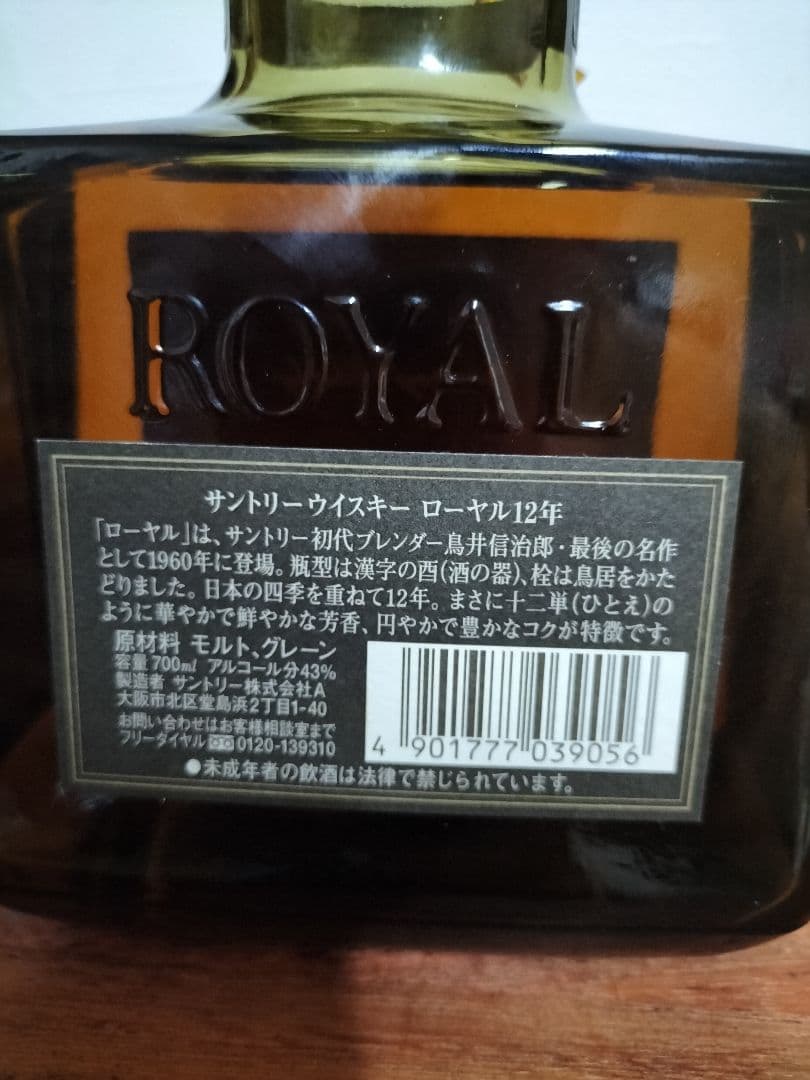 ROYAL
サントリーウイスキー ローヤル12年
「ローヤル」は、サントリー初代ブレンダー鳥井信治郎・最後の名作
として1960年に登場。瓶型は漢字の酉(酒の器)、栓は鳥居をかた
どりました。日本の四季を重ねて12年。まさに十二単(ひとえ)の
ように華やかで鮮やかな芳香、円やかで豊かなコクが特徴です。
原材料 モルト、グレーン
容量700㎖ アルコール分43%
製造者 サントリー株式会社A
大阪市北区堂島浜2丁目1-40
お問い合わせはお客様相談室まで
フリーダイヤル 0120-139310
4 901777 039056
●未成年者の飲酒は法律で禁じられています。